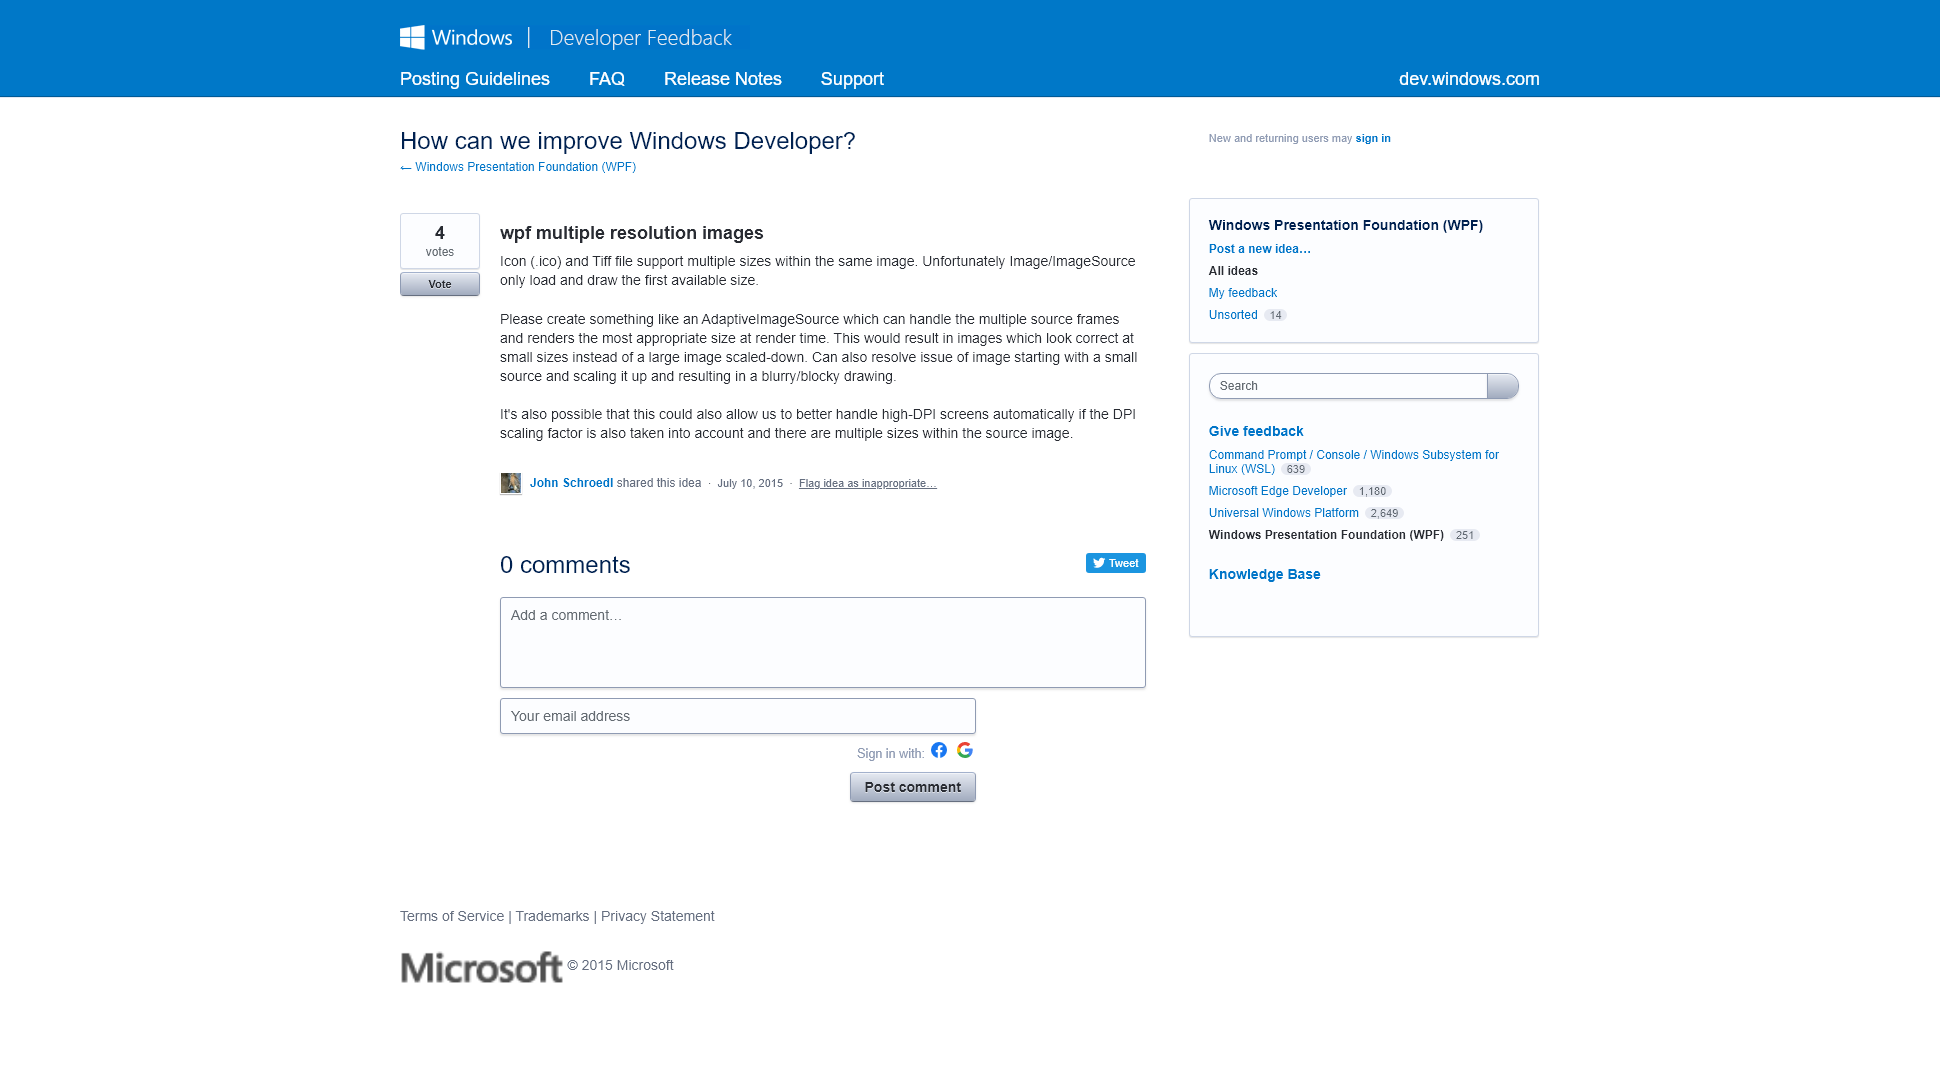 Windows | Developer Feedback
Posting Guidelines FAQ Release Notes Support dev.windows.com
How can we improve Windows Developer?
← Windows Presentation Foundation (WPF)
New and returning users may sign in
4
votes
Vote
wpf multiple resolution images
Icon (.ico) and Tiff file support multiple sizes within the same image. Unfortunately Image/ImageSource
only load and draw the first available size.
Please create something like an AdaptiveImageSource which can handle the multiple source frames
and renders the most appropriate size at render time. This would result in images which look correct at
small sizes instead of a large image scaled-down. Can also resolve issue of image starting with a small
source and scaling it up and resulting in a blurry/blocky drawing.
It's also possible that this could also allow us to better handle high-DPI screens automatically if the DPI
scaling factor is also taken into account and there are multiple sizes within the source image.
John Schroedl shared this idea · July 10, 2015 · Flag idea as inappropriate…
0 comments
Tweet
Add a comment…
Your email address
Sign in with:
Post comment
Windows Presentation Foundation (WPF)
Post a new idea…
All ideas
My feedback
Unsorted 14
Search
Give feedback
Command Prompt / Console / Windows Subsystem for
Linux (WSL) 639
Microsoft Edge Developer 1,180
Universal Windows Platform 2,649
Windows Presentation Foundation (WPF) 251
Knowledge Base
Terms of Service | Trademarks | Privacy Statement
Microsoft © 2015 Microsoft